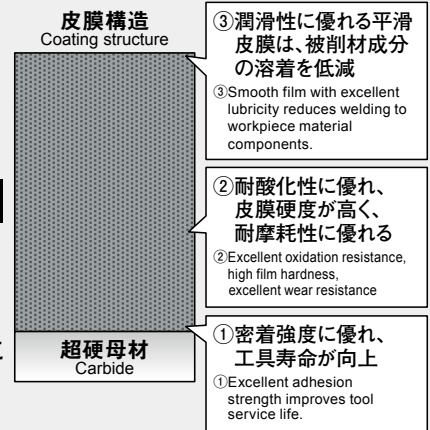 皮膜構造
Coating structure
③潤滑性に優れる平滑
皮膜は、被削材成分
の溶着を低減
③Smooth film with excellent
lubricity reduces welding to
workpiece material
components.
②耐酸化性に優れ、
皮膜硬度が高く、
耐摩耗性に優れる
②Excellent oxidation resistance,
high film hardness,
excellent wear resistance
①密着強度に優れ、
工具寿命が向上
①Excellent adhesion
strength improves tool
service life.
超硬母材
Carbide